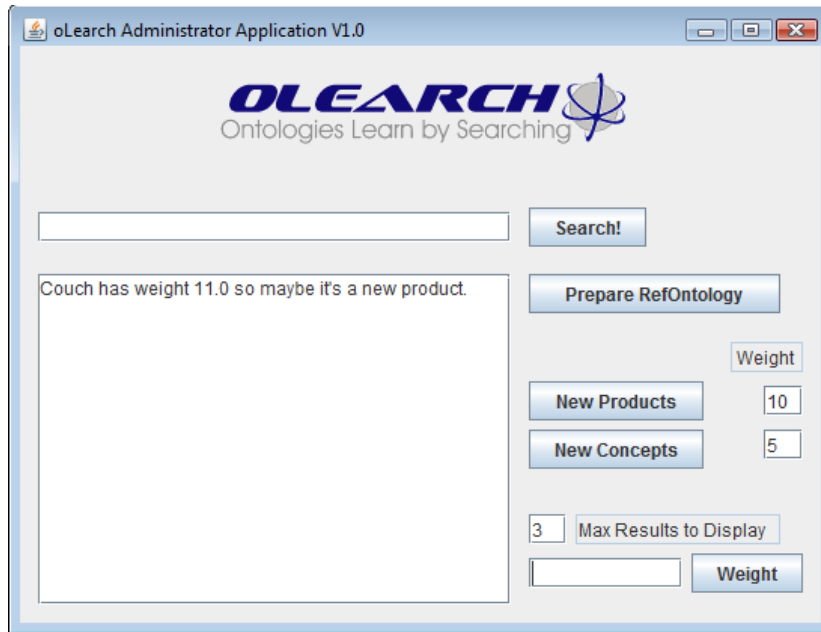 oLearch Administrator Application V1.0
OLEARCH
Ontologies Learn by Searching
Search!
Couch has weight 11.0 so maybe it's a new product.
Prepare RefOntology
Weight
New Products
10
New Concepts
5
3
Max Results to Display
Weight